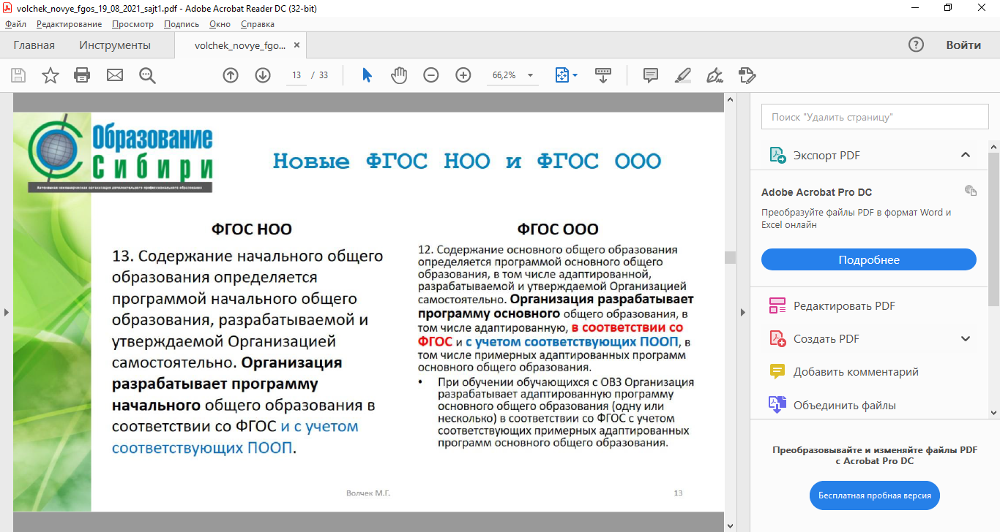 volchek_novye_fgos_19_08_2021_sajt1.pdf - Adobe Acrobat Reader DC (32-bit)
Файл Редактирование Просмотр Подпись Окно Справка
Главная Инструменты volchek_novye_fgo... × Войти
13 / 33 66,2%
Образование
Сибири
Автономная некоммерческая организация дополнительного профессионального образования
Новые ФГОС НОО и ФГОС ООО
ФГОС НОО
13. Содержание начального общего
образования определяется
программой начального общего
образования, разрабатываемой и
утверждаемой Организацией
самостоятельно. Организация
разрабатывает программу
начального общего образования в
соответствии со ФГОС и с учетом
соответствующих ПООП.
ФГОС ООО
12. Содержание основного общего образования
определяется программой основного общего
образования, в том числе адаптированной,
разрабатываемой и утверждаемой Организацией
самостоятельно. Организация разрабатывает
программу основного общего образования, в
том числе адаптированную, в соответствии со
ФГОС и с учетом соответствующих ПООП, в
том числе примерных адаптированных программ
основного общего образования.
• При обучении обучающихся с ОВЗ Организация
разрабатывает адаптированную программу
основного общего образования (одну или
несколько) в соответствии со ФГОС с учетом
соответствующих примерных адаптированных
программ основного общего образования.
Волчек М.Г. 13
Поиск "Удалить страницу"
Экспорт PDF
Adobe Acrobat Pro DC
Преобразуйте файлы PDF в формат Word и
Excel онлайн
Подробнее
Редактировать PDF
Создать PDF
Добавить комментарий
Объединить файлы
Преобразовывайте и изменяйте файлы PDF
с Acrobat Pro DC
Бесплатная пробная версия